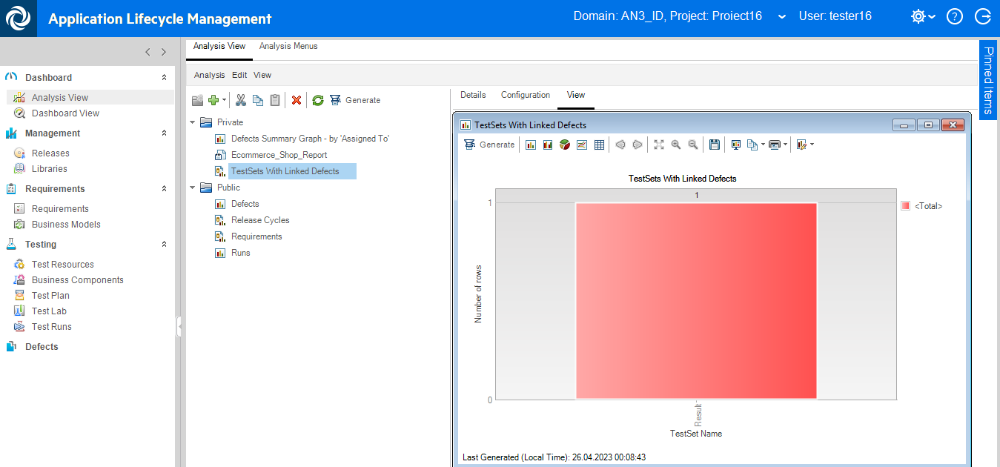 Application Lifecycle Management
Domain: AN3_ID, Project: Proiect16
User: tester16
Dashboard
Analysis View
Dashboard View
Management
Releases
Libraries
Requirements
Requirements
Business Models
Testing
Test Resources
Business Components
Test Plan
Test Lab
Test Runs
Defects
Analysis View
Analysis Menus
Analysis Edit View
Generate
Private
Defects Summary Graph - by 'Assigned To'
Ecommerce_Shop_Report
TestSets With Linked Defects
Public
Defects
Release Cycles
Requirements
Runs
Details
Configuration
View
TestSets With Linked Defects
Generate
TestSets With Linked Defects
1
1
0
Number of rows
Result
TestSet Name
<Total>
Last Generated (Local Time): 26.04.2023 00:08:43
Pinned Items